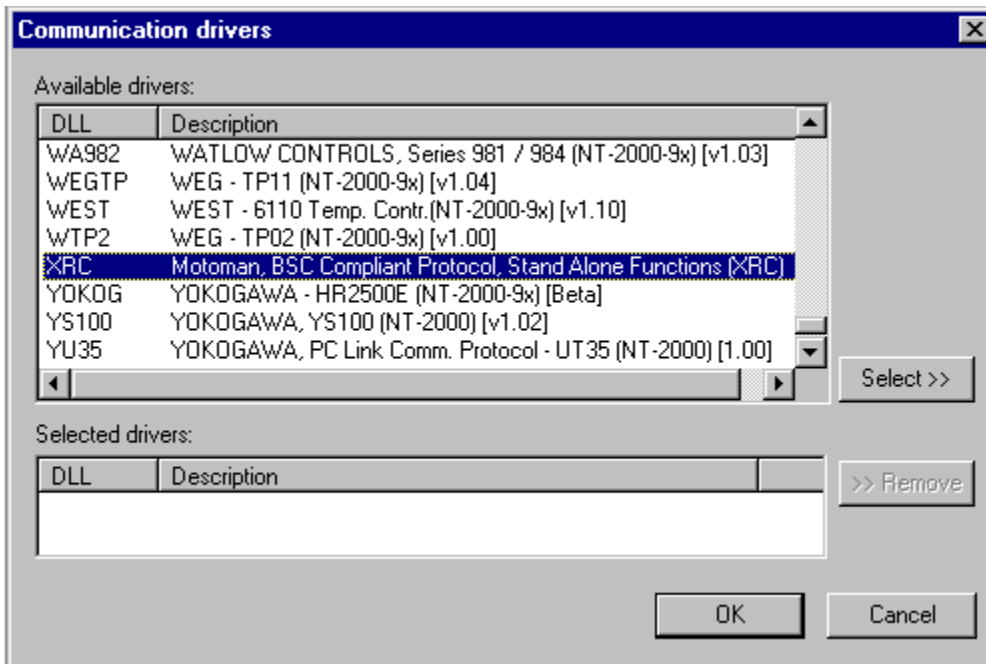 Communication drivers
Available drivers:
DLL Description
WA982 WATLOW CONTROLS, Series 981 / 984 (NT-2000-9x) [v1.03]
WEGTP WEG - TP11 (NT-2000-9x) [v1.04]
WEST WEST - 6110 Temp. Contr.(NT-2000-9x) [v1.10]
WTP2 WEG - TP02 (NT-2000-9x) [v1.00]
XRC Motoman, BSC Compliant Protocol, Stand Alone Functions (XRC)
YOKOG YOKOGAWA - HR2500E (NT-2000-9x) [Beta]
YS100 YOKOGAWA, YS100 (NT-2000) [v1.02]
YU35 YOKOGAWA, PC Link Comm. Protocol - UT35 (NT-2000) [1.00]
Select >>
Selected drivers:
DLL Description
>> Remove
OK Cancel